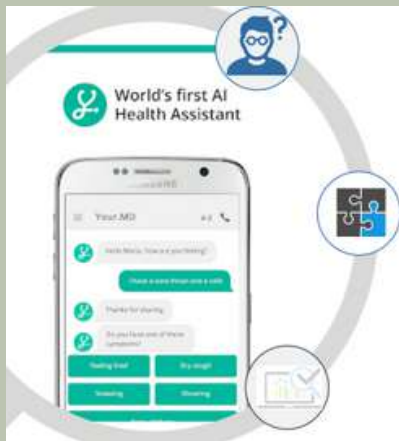 World's first AI
Health Assistant
Your.MD
A-Z
Hello Maria, how are you feeling?
I have a sore throat and a cold
Thanks for sharing.
Do you have one of these
symptoms?
Feeling tired Dry cough
Sneezing Shivering